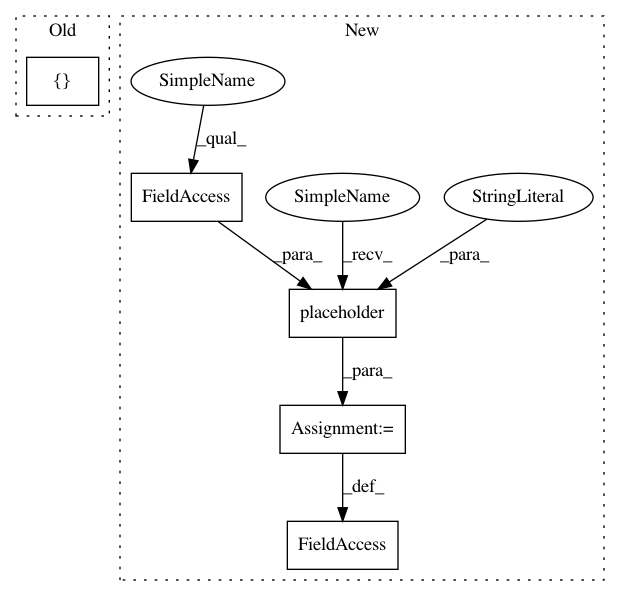 Old
New
{}
SimpleName
_qual_
FieldAccess
SimpleName
StringLiteral
_para_
_recv_
_para_
placeholder
_para_
Assignment:=
_def_
FieldAccess